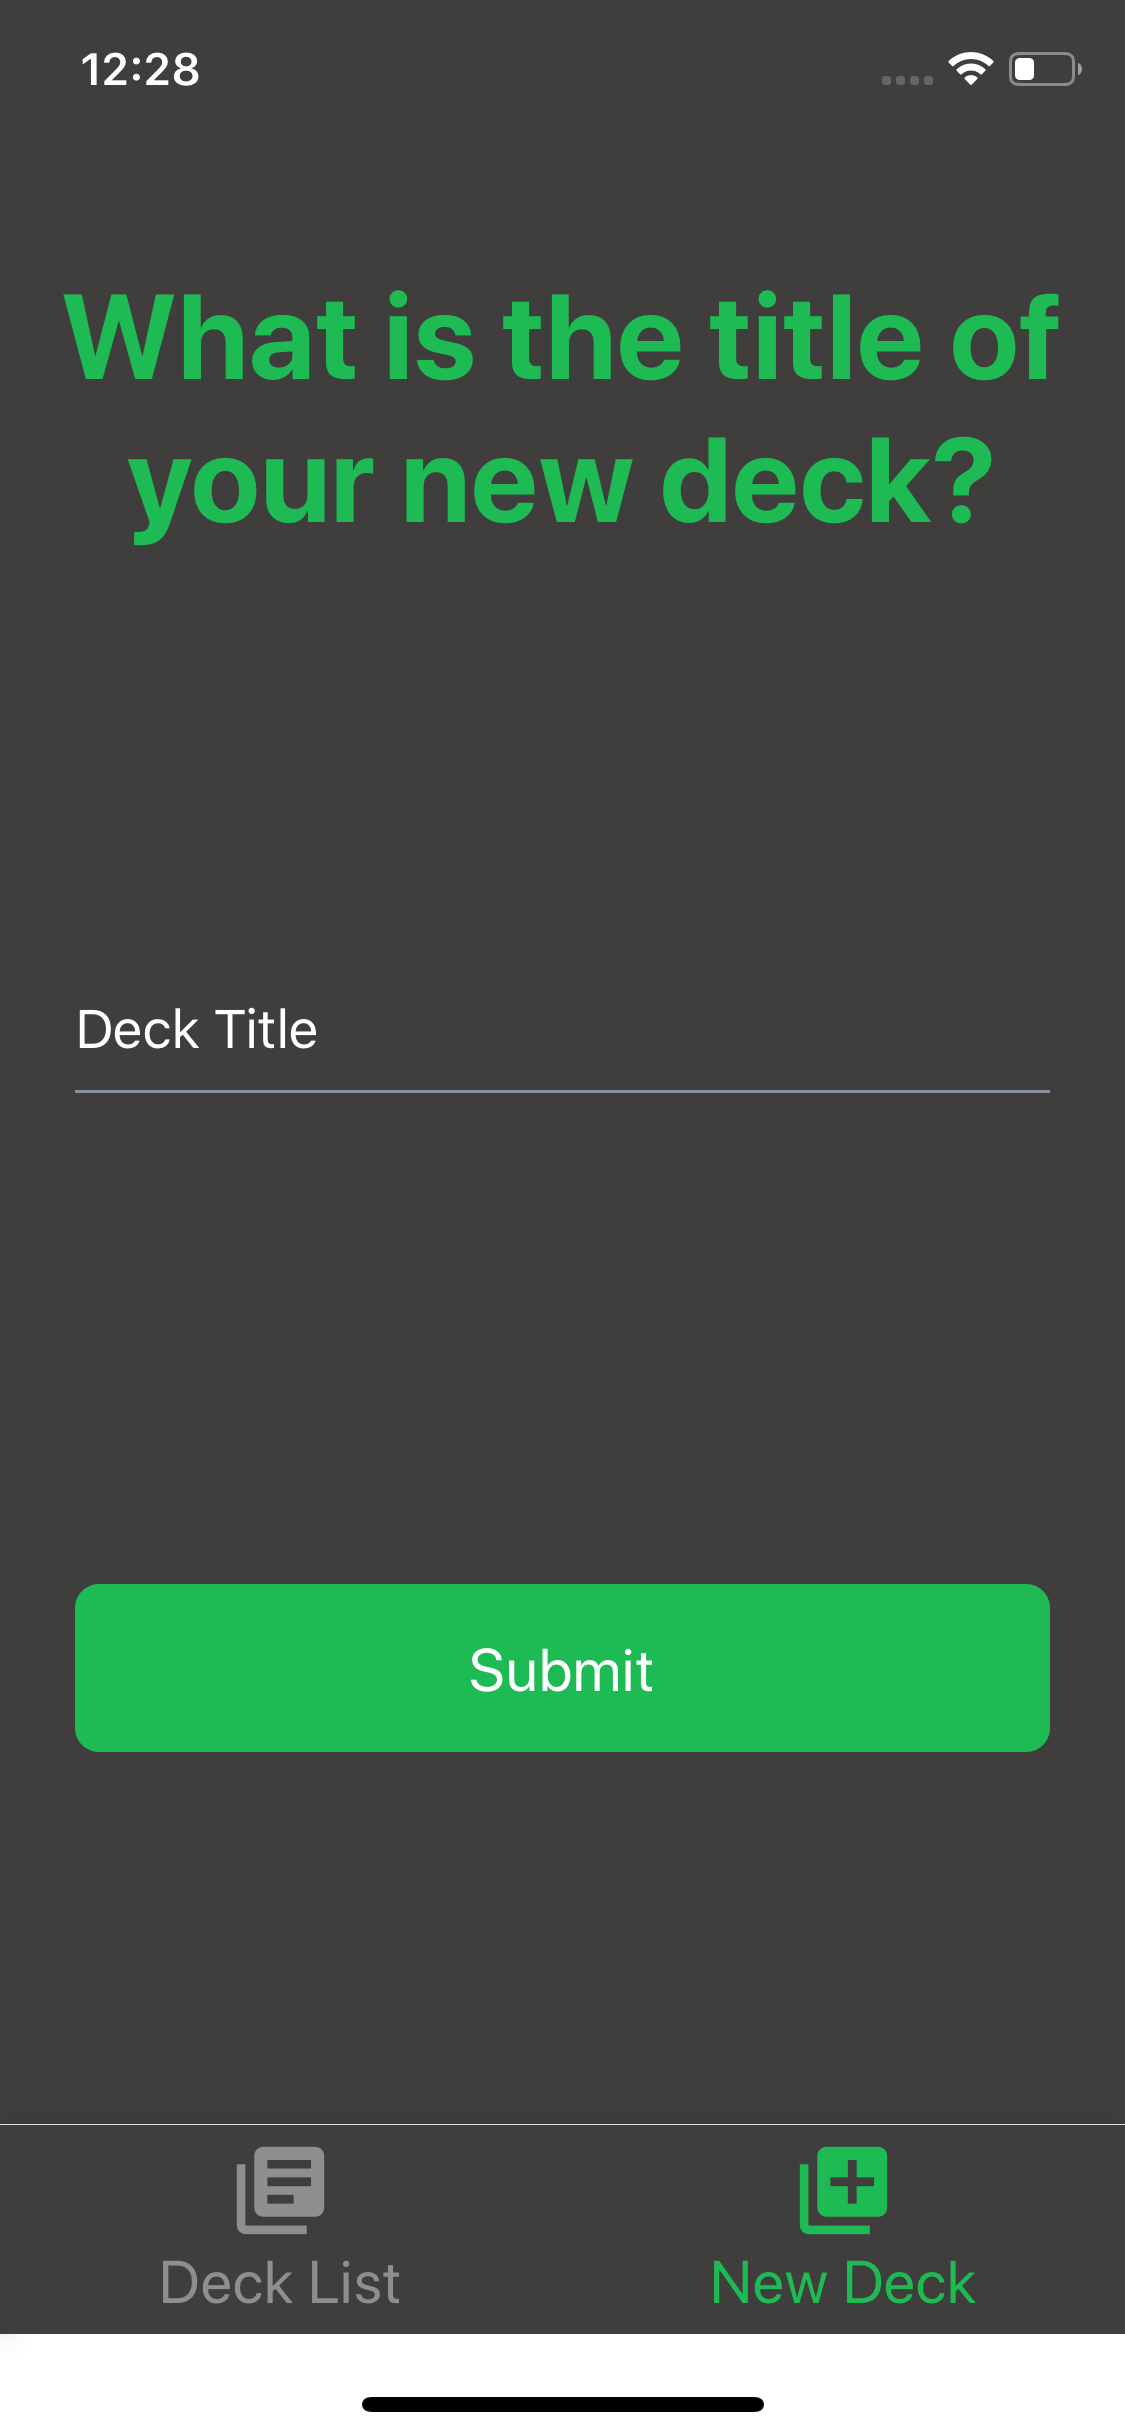 12:28
What is the title of
your new deck?
Deck Title
Submit
Deck List
New Deck